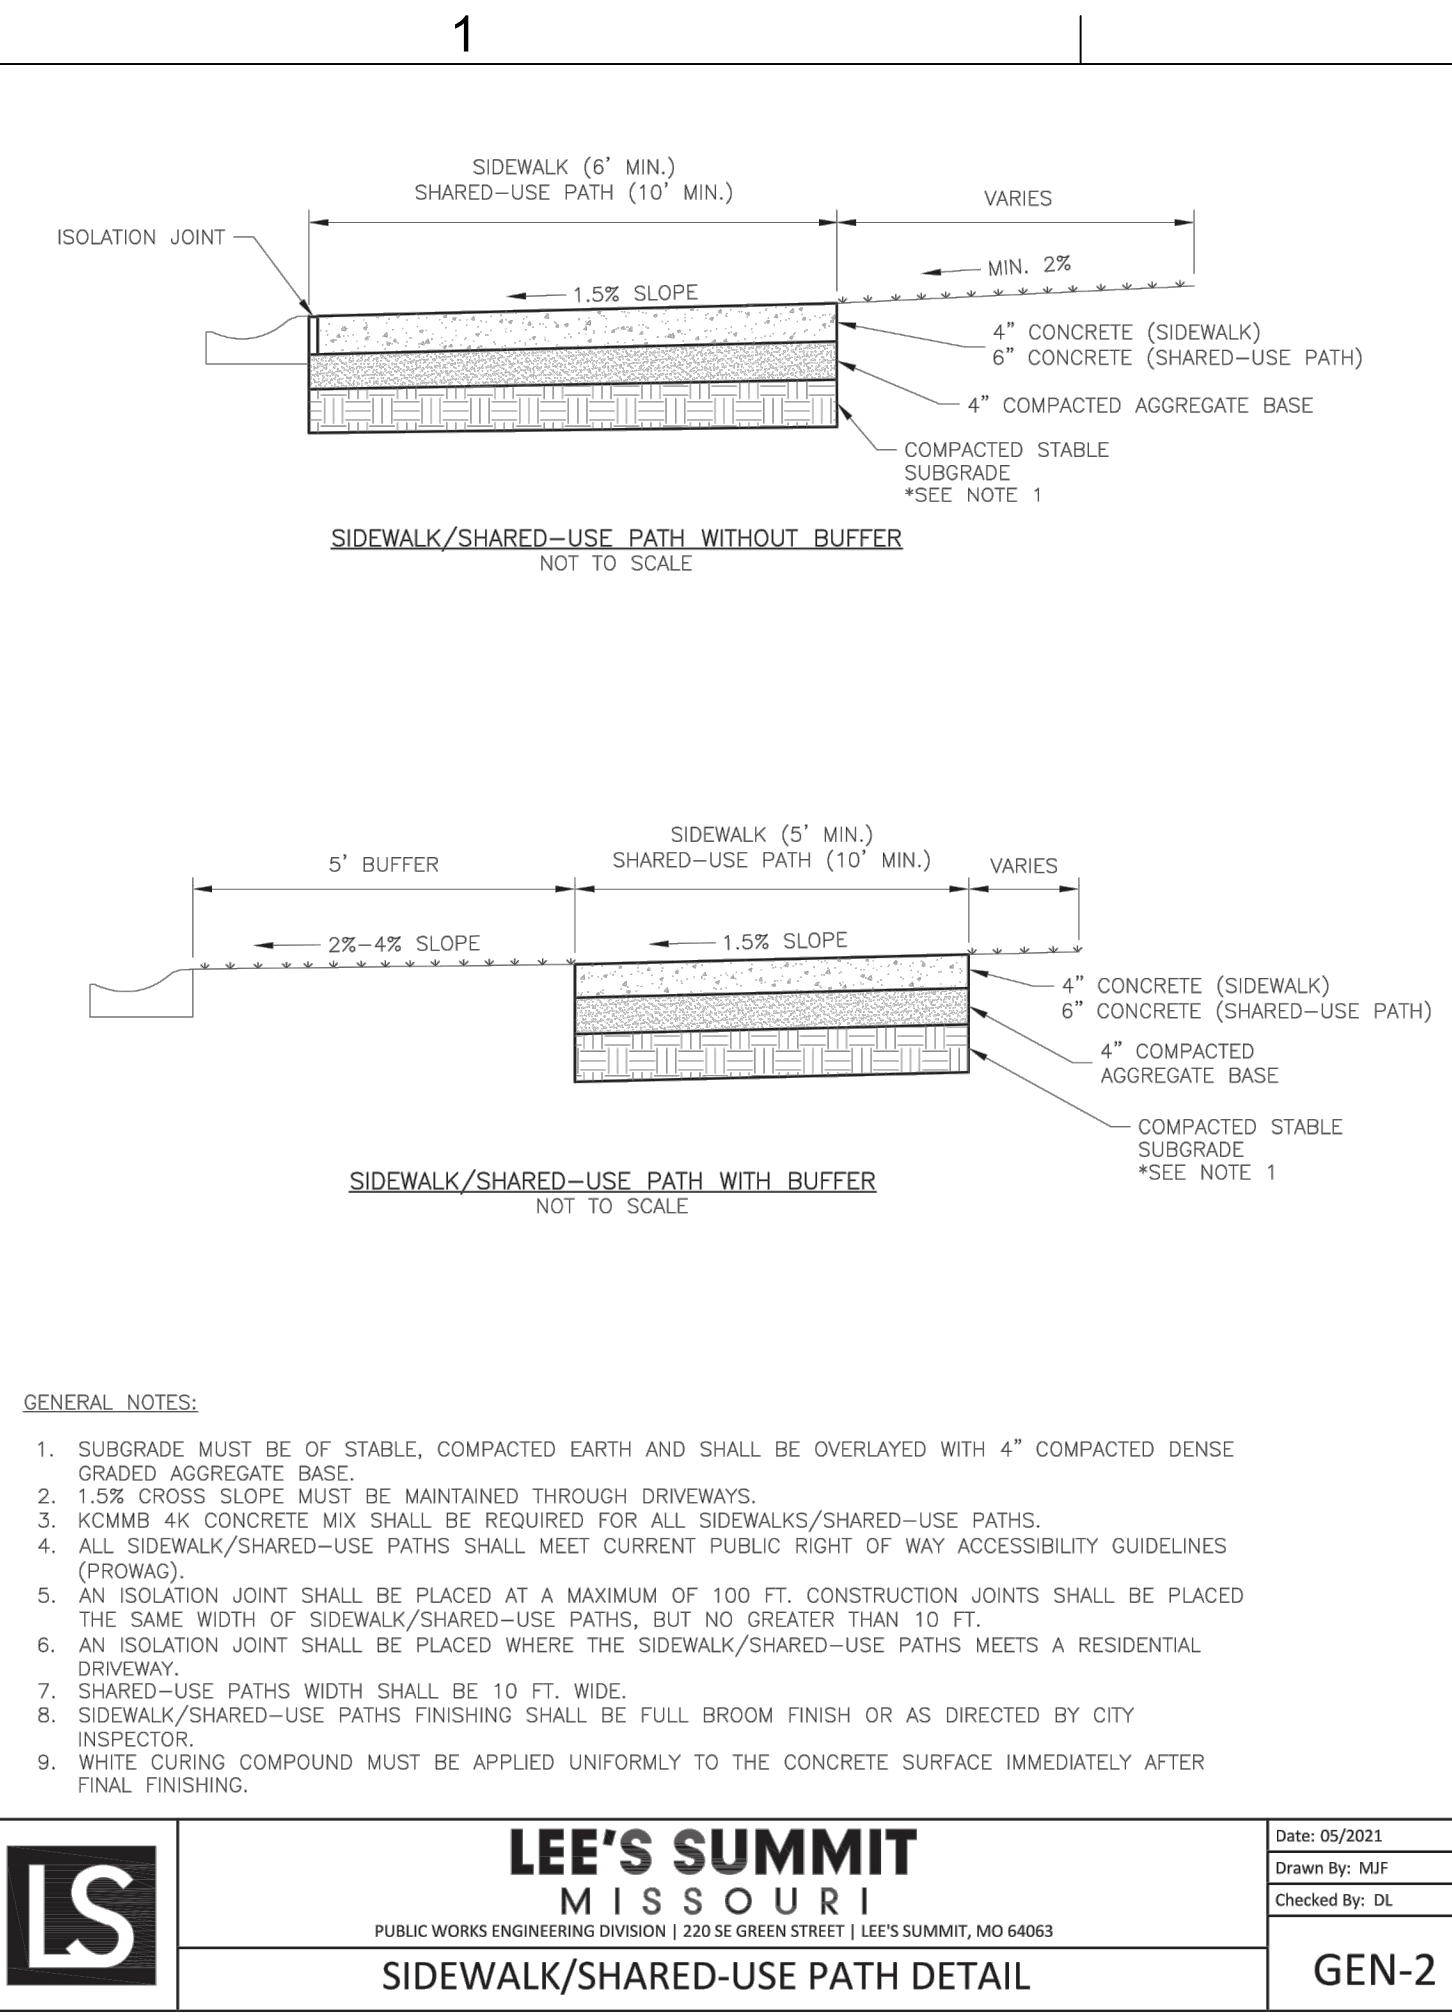 1
SIDEWALK (6' MIN.)
SHARED-USE PATH (10' MIN.)
VARIES
ISOLATION JOINT
MIN. 2%
1.5% SLOPE
4" CONCRETE (SIDEWALK)
6" CONCRETE (SHARED-USE PATH)
4" COMPACTED AGGREGATE BASE
COMPACTED STABLE
SUBGRADE
*SEE NOTE 1
SIDEWALK/SHARED-USE PATH WITHOUT BUFFER
NOT TO SCALE
SIDEWALK (5' MIN.)
SHARED-USE PATH (10' MIN.)
5' BUFFER
VARIES
2%-4% SLOPE
1.5% SLOPE
4" CONCRETE (SIDEWALK)
6" CONCRETE (SHARED-USE PATH)
4" COMPACTED
AGGREGATE BASE
COMPACTED STABLE
SUBGRADE
*SEE NOTE 1
SIDEWALK/SHARED-USE PATH WITH BUFFER
NOT TO SCALE
GENERAL NOTES:
1. SUBGRADE MUST BE OF STABLE, COMPACTED EARTH AND SHALL BE OVERLAYED WITH 4" COMPACTED DENSE
GRADED AGGREGATE BASE.
2. 1.5% CROSS SLOPE MUST BE MAINTAINED THROUGH DRIVEWAYS.
3. KCMMB 4K CONCRETE MIX SHALL BE REQUIRED FOR ALL SIDEWALKS/SHARED-USE PATHS.
4. ALL SIDEWALK/SHARED-USE PATHS SHALL MEET CURRENT PUBLIC RIGHT OF WAY ACCESSIBILITY GUIDELINES
(PROWAG).
5. AN ISOLATION JOINT SHALL BE PLACED AT A MAXIMUM OF 100 FT. CONSTRUCTION JOINTS SHALL BE PLACED
THE SAME WIDTH OF SIDEWALK/SHARED-USE PATHS, BUT NO GREATER THAN 10 FT.
6. AN ISOLATION JOINT SHALL BE PLACED WHERE THE SIDEWALK/SHARED-USE PATHS MEETS A RESIDENTIAL
DRIVEWAY.
7. SHARED-USE PATHS WIDTH SHALL BE 10 FT. WIDE.
8. SIDEWALK/SHARED-USE PATHS FINISHING SHALL BE FULL BROOM FINISH OR AS DIRECTED BY CITY
INSPECTOR.
9. WHITE CURING COMPOUND MUST BE APPLIED UNIFORMLY TO THE CONCRETE SURFACE IMMEDIATELY AFTER
FINAL FINISHING.
LS
LEE'S SUMMIT
MISSOURI
PUBLIC WORKS ENGINEERING DIVISION | 220 SE GREEN STREET | LEE'S SUMMIT, MO 64063
SIDEWALK/SHARED-USE PATH DETAIL
Date: 05/2021
Drawn By: MJF
Checked By: DL
GEN-2